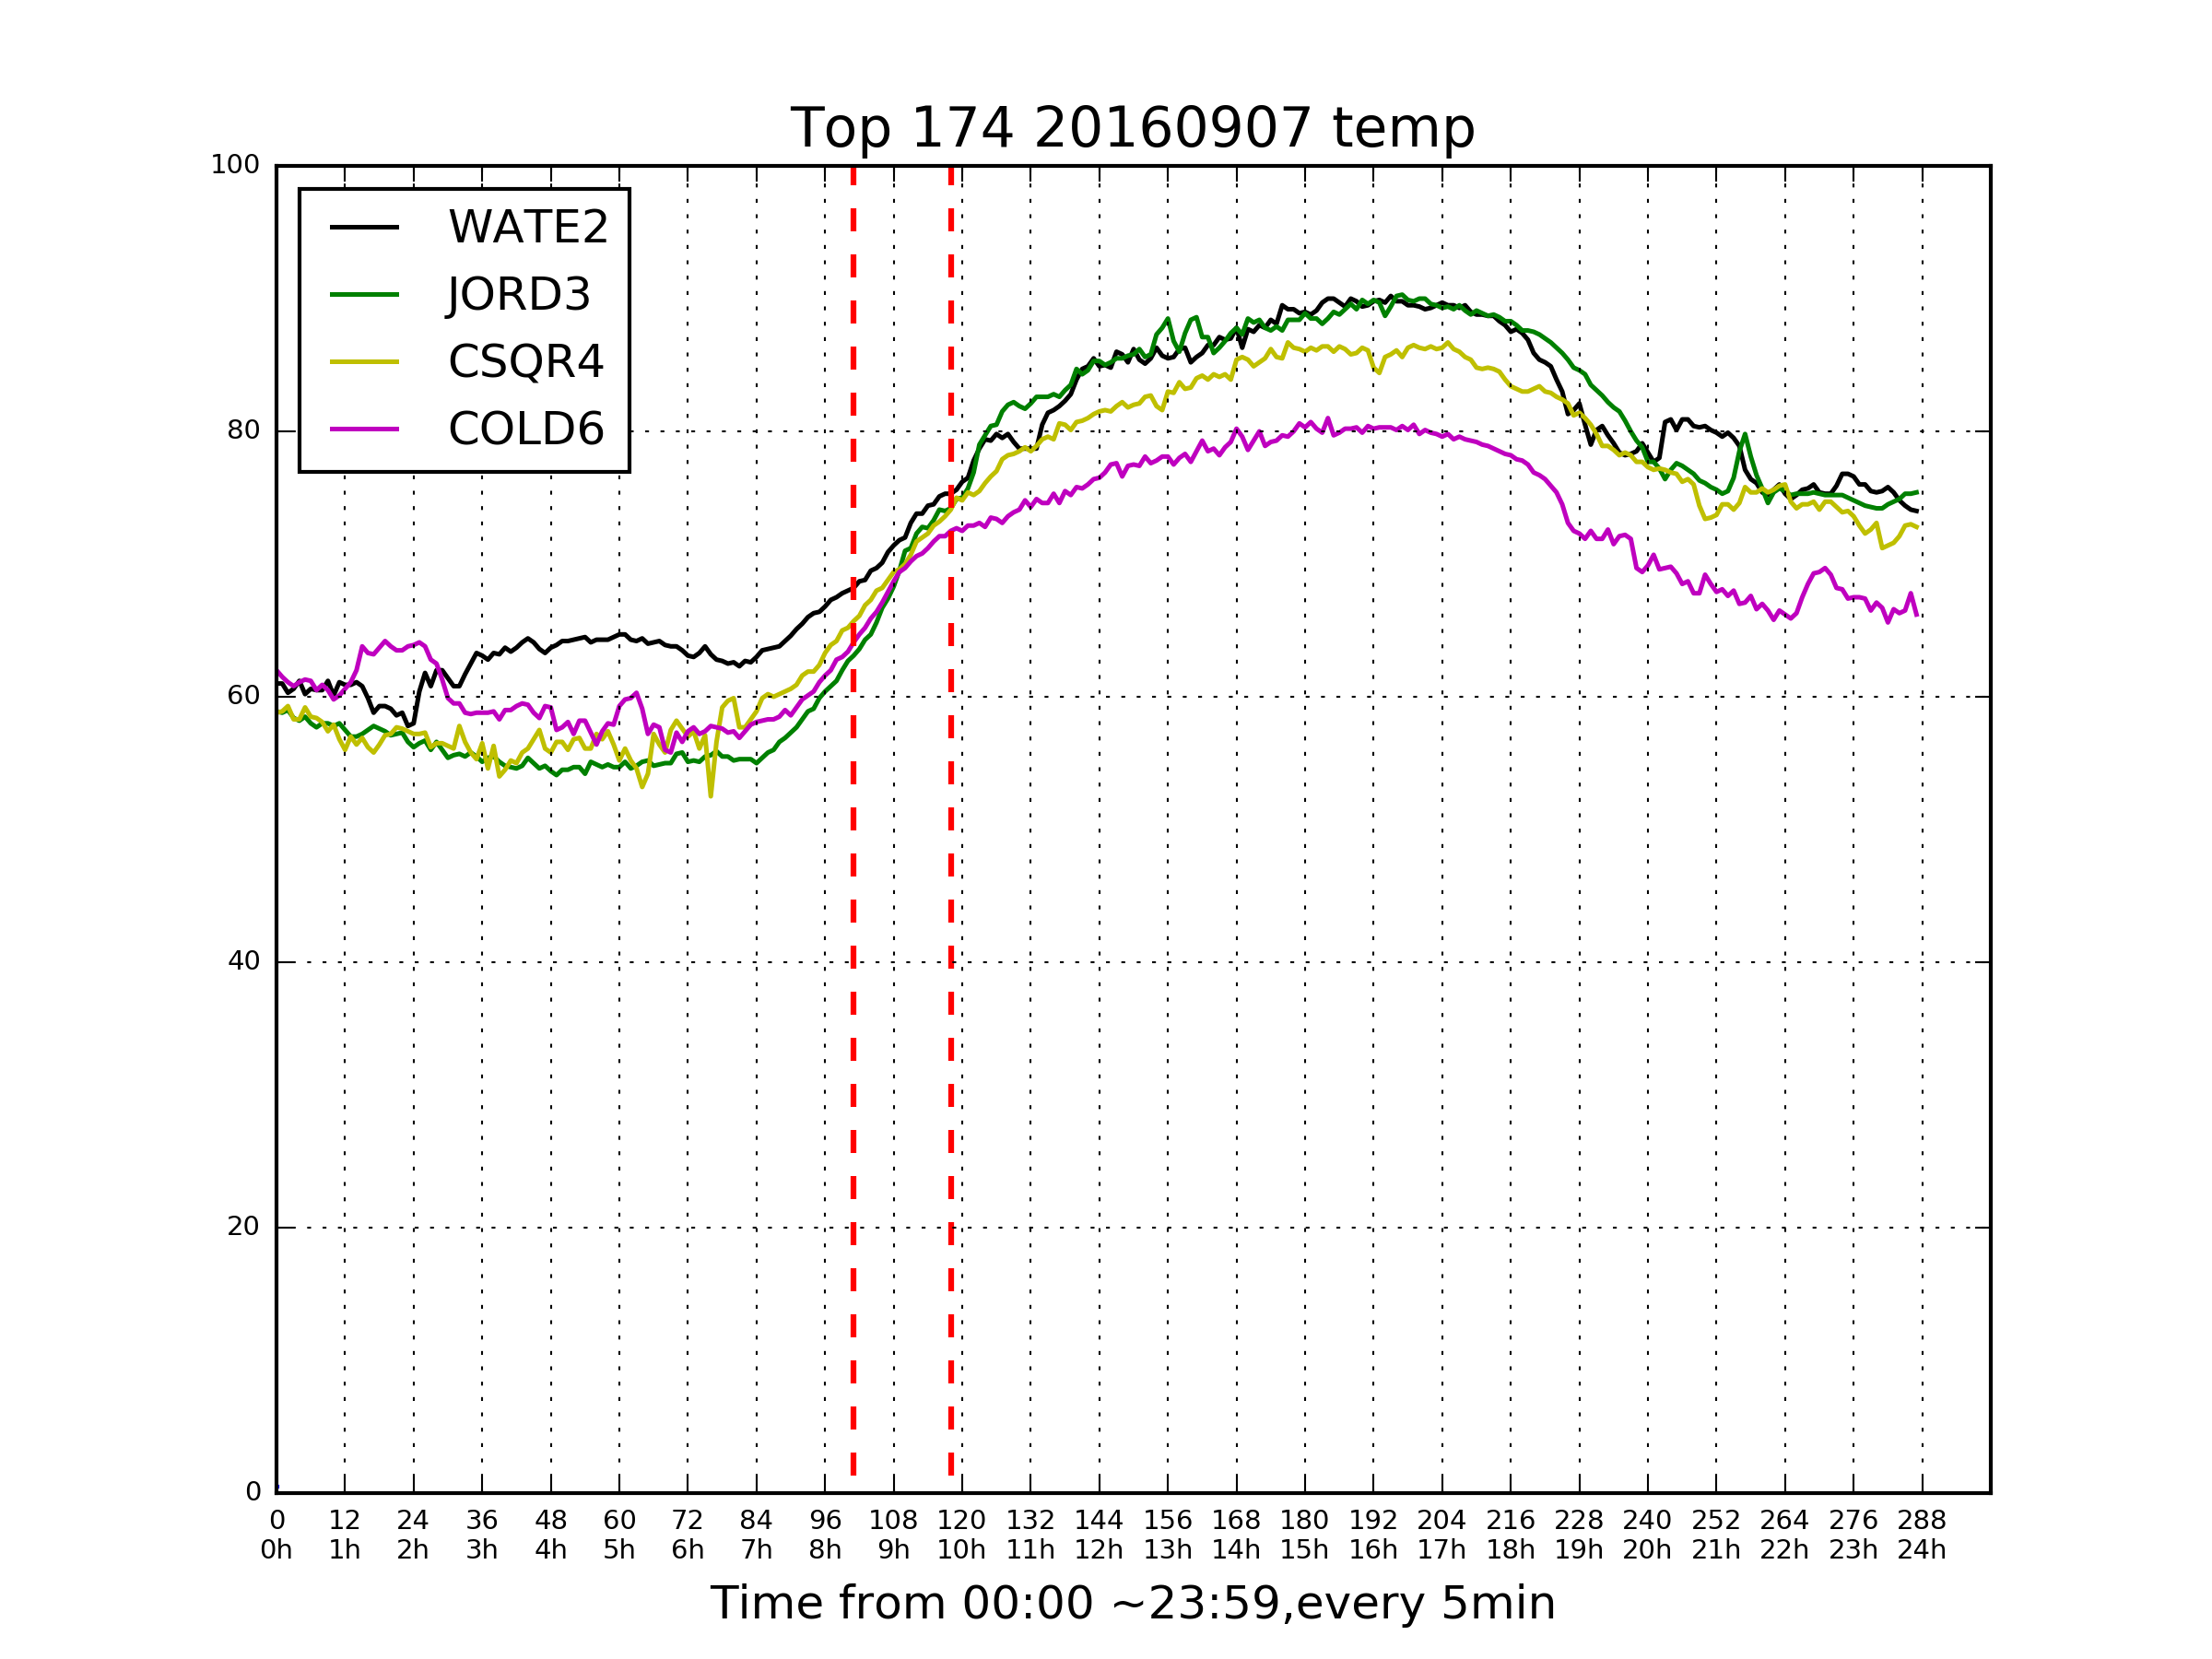 Top 174 20160907 temp
100
80
60
40
20
0
WATE2
JORD3
CSQR4
COLD6
0 12 24 36 48 60 72 84 96 108 120 132 144 156 168 180 192 204 216 228 240 252 264 276 288
0h 1h 2h 3h 4h 5h 6h 7h 8h 9h 10h 11h 12h 13h 14h 15h 16h 17h 18h 19h 20h 21h 22h 23h 24h
Time from 00:00 ~23:59,every 5min